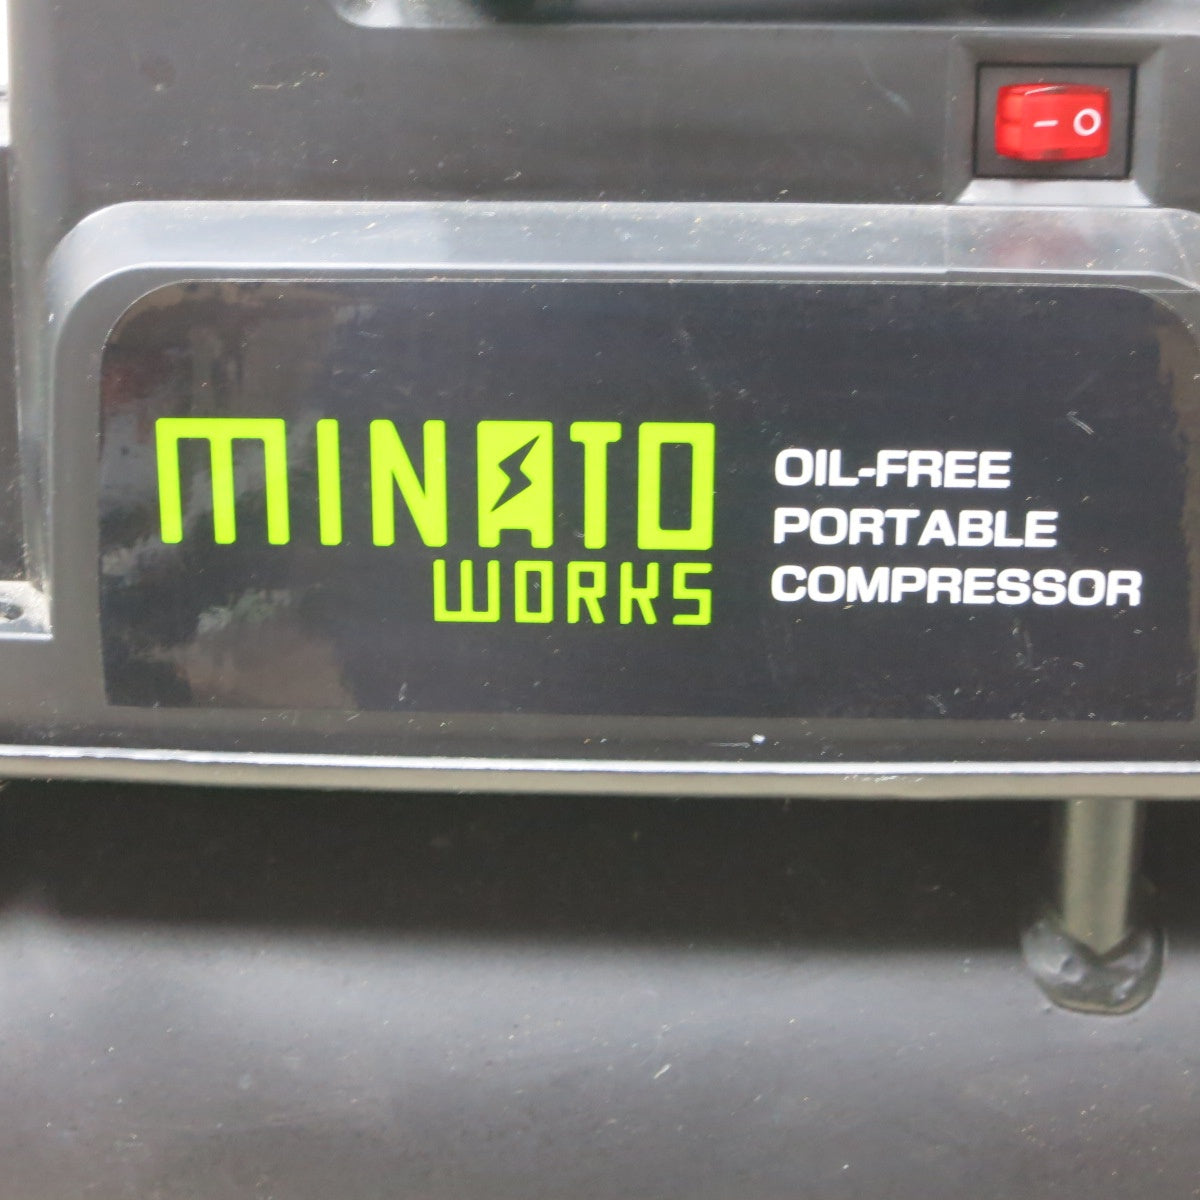 MINATO
WORKS
OIL-FREE
PORTABLE
COMPRESSOR